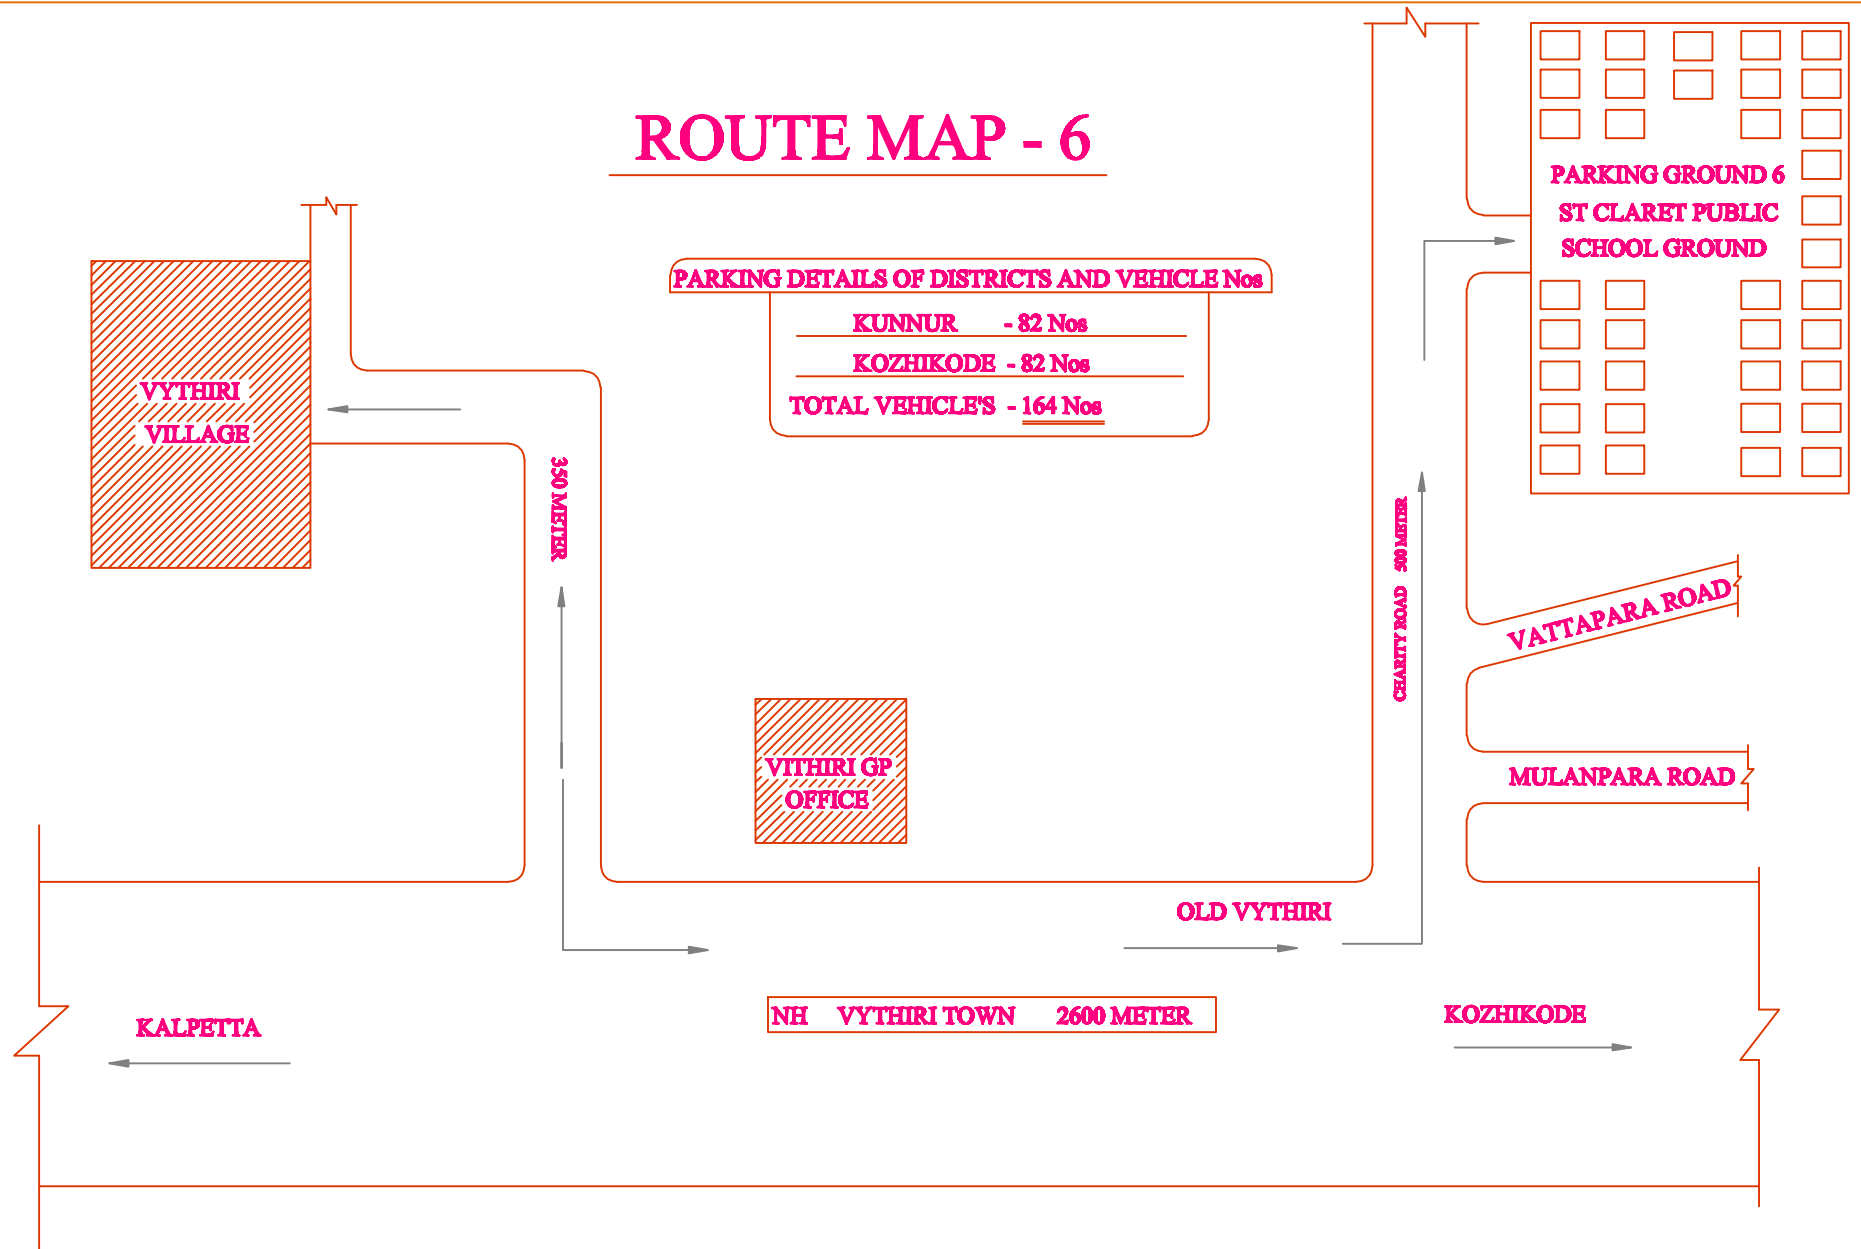 ROUTE MAP - 6
PARKING GROUND 6
ST CLARET PUBLIC
SCHOOL GROUND
PARKING DETAILS OF DISTRICTS AND VEHICLE Nos
KUNNUR - 82 Nos
KOZHIKODE - 82 Nos
TOTAL VEHICLE'S - 164 Nos
VYTHIRI
VILLAGE
350 METER
CHARITY ROAD 500 METER
VATTAPARA ROAD
MULANPARA ROAD
VITHIRI GP
OFFICE
OLD VYTHIRI
NH VYTHIRI TOWN 2600 METER
KALPETTA
KOZHIKODE